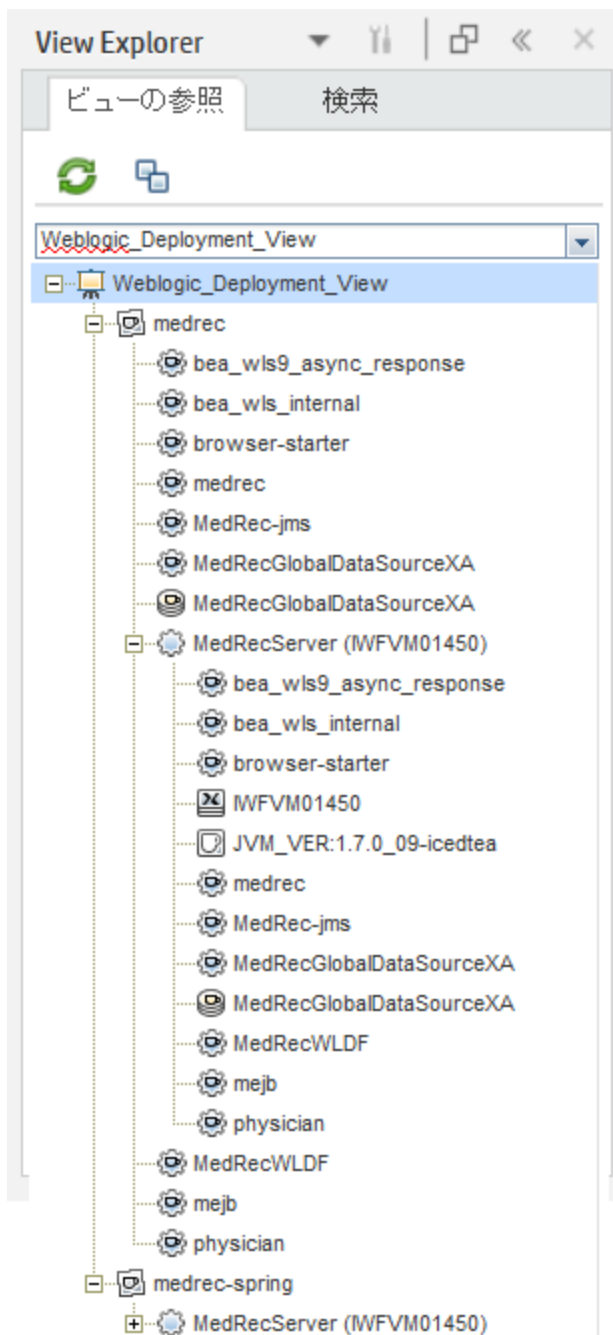 View Explorer
ビューの参照 検索
Weblogic_Deployment_View
Weblogic_Deployment_View
medrec
bea_wls9_async_response
bea_wls_internal
browser-starter
medrec
MedRec-jms
MedRecGlobalDataSourceXA
MedRecGlobalDataSourceXA
MedRecServer (IWFVM01450)
bea_wls9_async_response
bea_wls_internal
browser-starter
IWFVM01450
JVM_VER:1.7.0_09-icedtea
medrec
MedRec-jms
MedRecGlobalDataSourceXA
MedRecGlobalDataSourceXA
MedRecWLDF
mejb
physician
MedRecWLDF
mejb
physician
medrec-spring
MedRecServer (IWFVM01450)